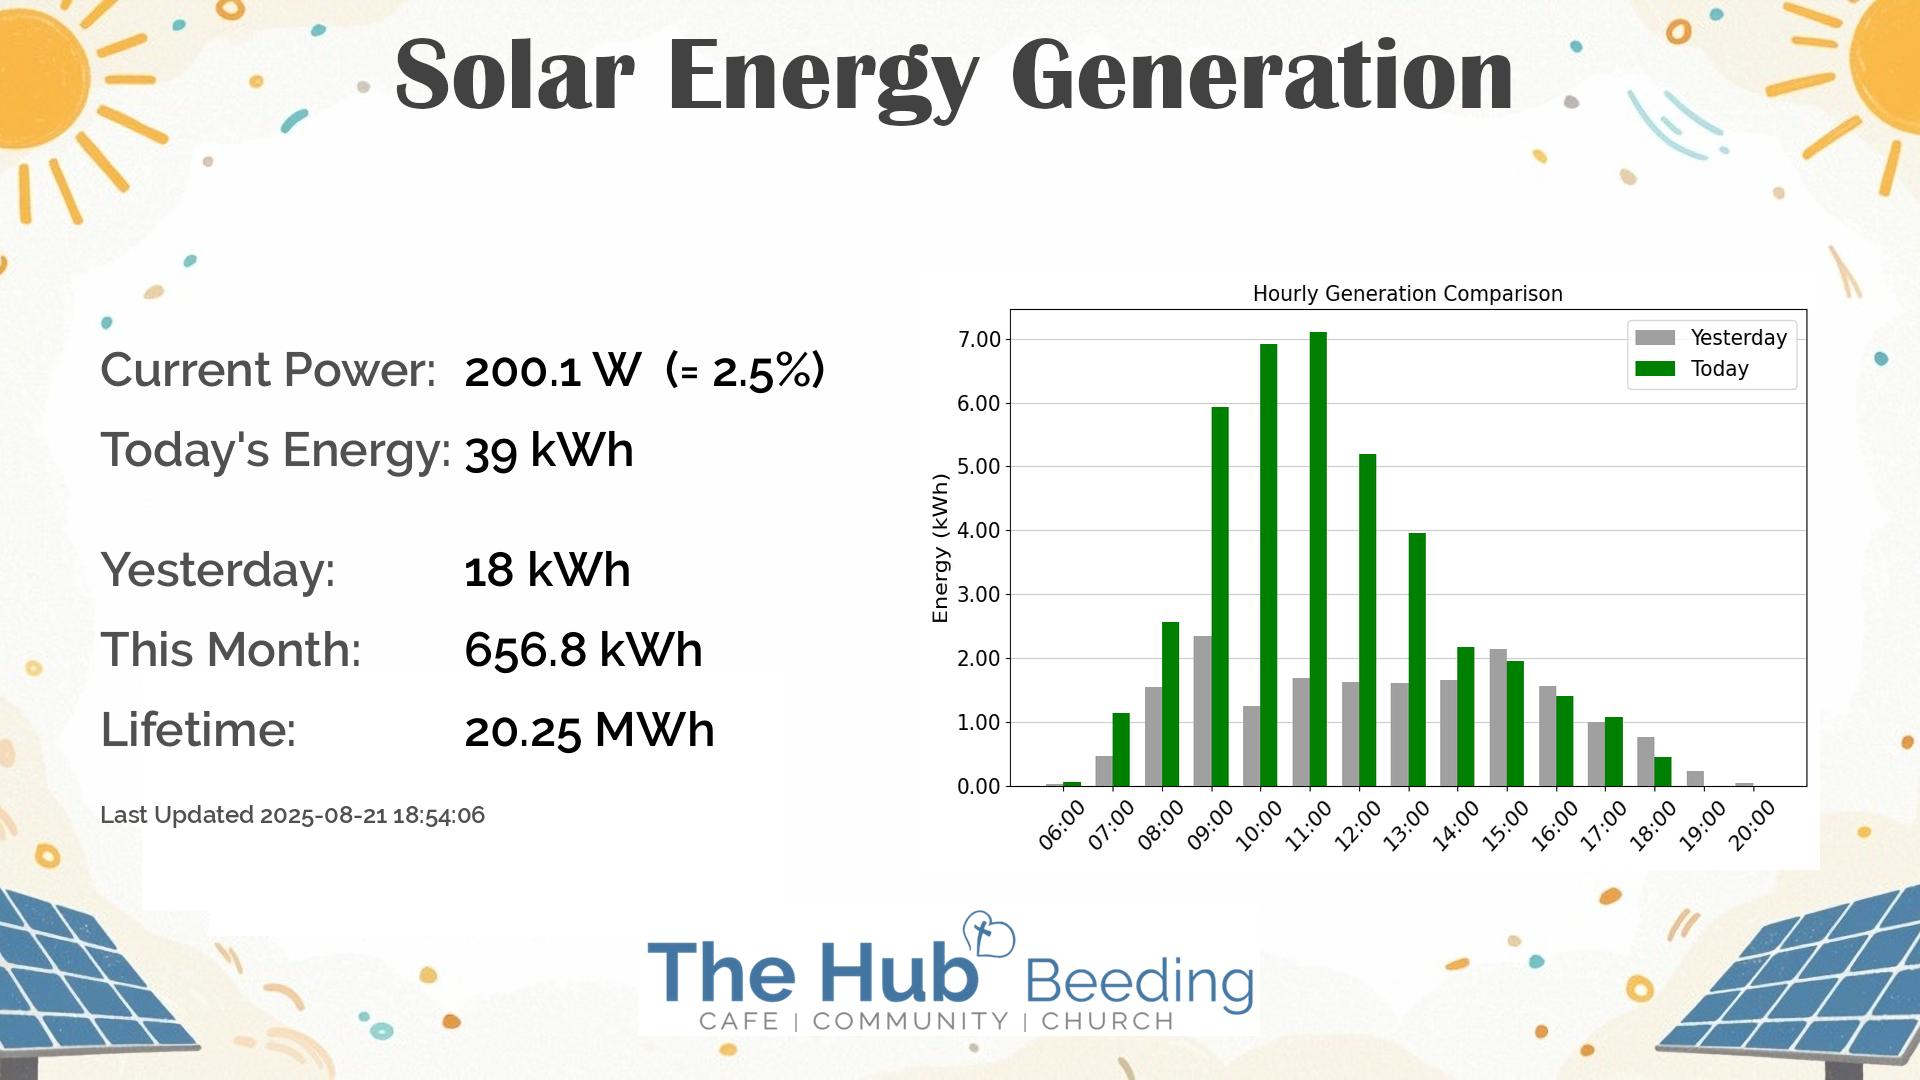 Solar Energy Generation
Current Power: 200.1 W (= 2.5%)
Today's Energy: 39 kWh
Yesterday: 18 kWh
This Month: 656.8 kWh
Lifetime: 20.25 MWh
Last Updated 2025-08-21 18:54:06
Hourly Generation Comparison
Yesterday
Today
Energy (kWh)
7.00
6.00
5.00
4.00
3.00
2.00
1.00
0.00
06:00 07:00 08:00 09:00 10:00 11:00 12:00 13:00 14:00 15:00 16:00 17:00 18:00 19:00 20:00
The Hub Beeding
CAFE | COMMUNITY | CHURCH